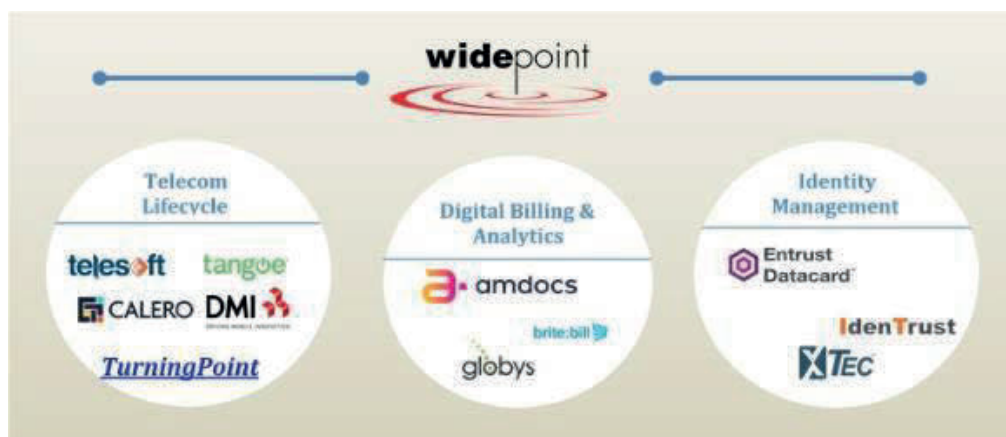 widepoint
Telecom
Lifecycle
telesoft
tangoe
CALERO
DMI
TurningPoint
Digital Billing &
Analytics
amdocs
brite:bill
globys
Identity
Management
Entrust
Datacard
IdenTrust
XTEC